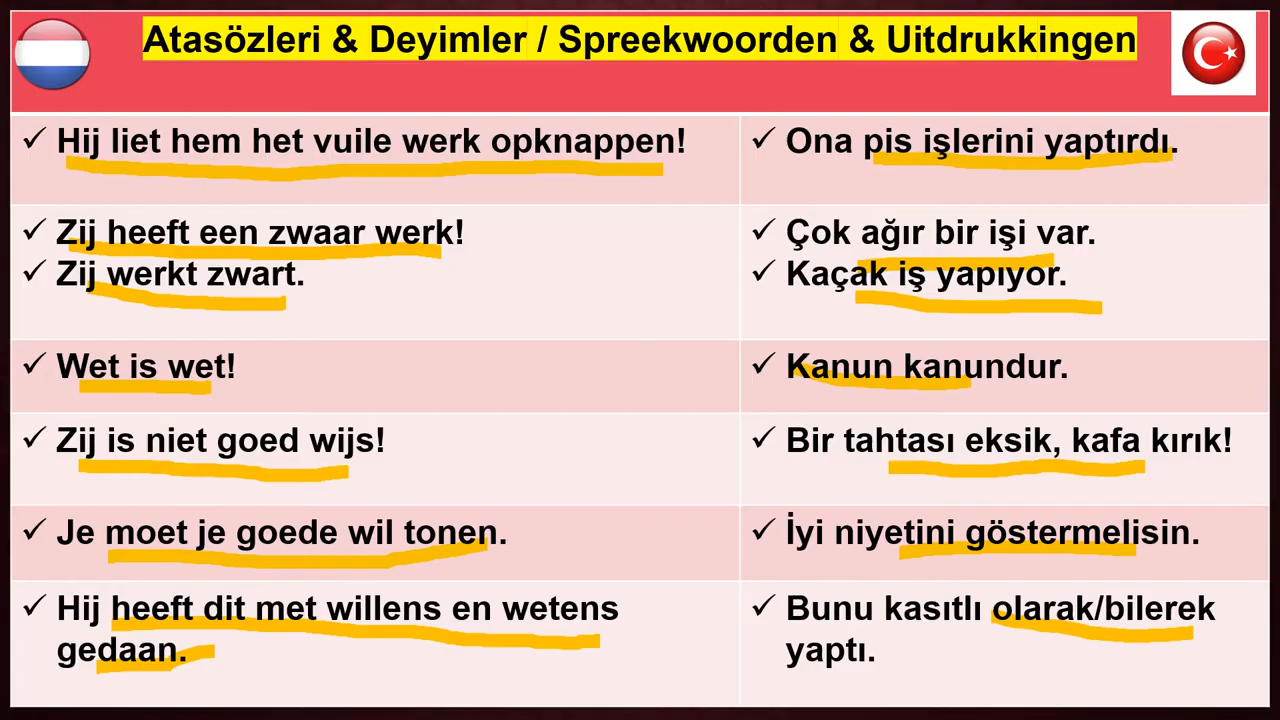 Atasözleri & Deyimler / Spreekwoorden & Uitdrukkingen
✓ Hij liet hem het vuile werk opknappen!
✓ Ona pis işlerini yaptırdı.
✓ Zij heeft een zwaar werk!
✓ Zij werkt zwart.
✓ Çok ağır bir işi var.
✓ Kaçak iş yapıyor.
✓ Wet is wet!
✓ Kanun kanundur.
✓ Zij is niet goed wijs!
✓ Bir tahtası eksik, kafa kırık!
✓ Je moet je goede wil tonen.
✓ İyi niyetini göstermelisin.
✓ Hij heeft dit met willens en wetens
gedaan.
✓ Bunu kasıtlı olarak/bilerek
yaptı.